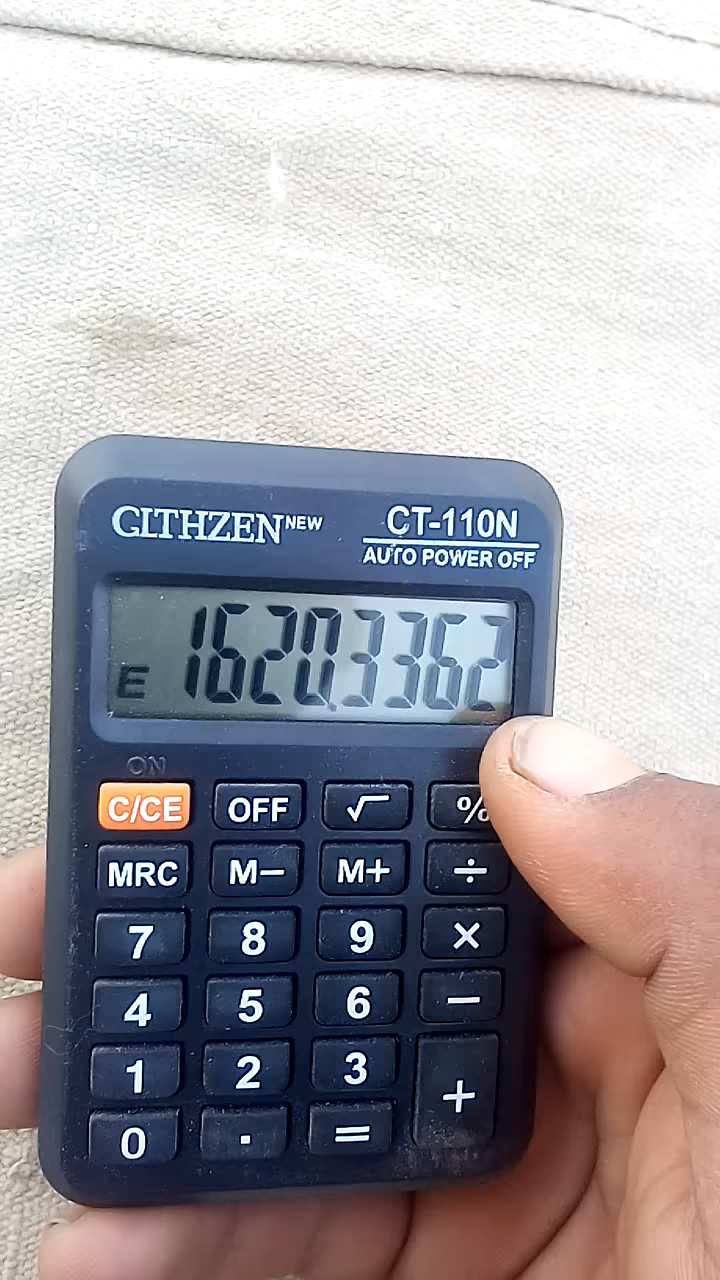 GITHZEN NEW CT-110N
AUTO POWER OFF
E 1620.3362
ON
C/CE OFF √ %
MRC M− M+ ÷
7 8 9 ×
4 5 6 −
1 2 3 +
0 . =